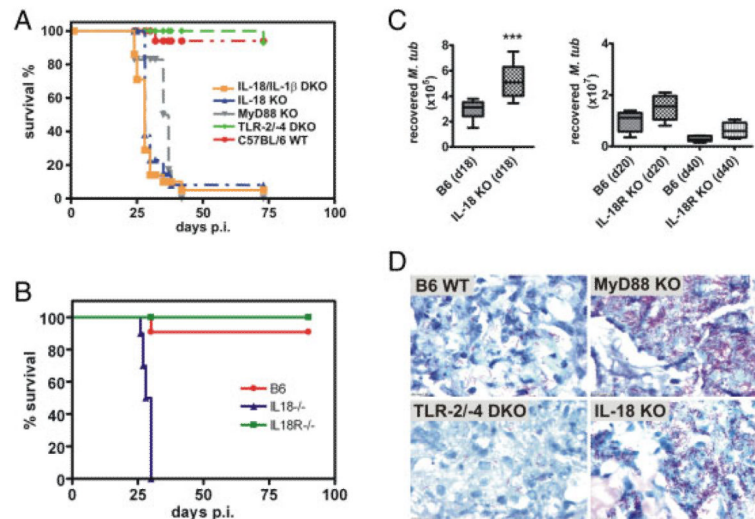 A
survival %
100
80
60
40
20
0
0
25
50
75
100
days p.i.
IL-18/IL-1β DKO
IL-18 KO
MyD88 KO
TLR-2/-4 DKO
C57BL/6 WT
B
% survival
100
80
60
40
20
0
0
25
50
75
100
days p.i.
B6
IL18-/-
IL18R-/-
C
recovered M. tub
(x10⁵)
8
6
4
2
0
***
B6 (d18)
IL-18 KO (d18)
recovered M. tub
(x10⁷)
4
2
0
B6 (d20)
IL-18R KO (d20)
B6 (d40)
IL-18R KO (d40)
D
B6 WT
MyD88 KO
TLR-2/-4 DKO
IL-18 KO